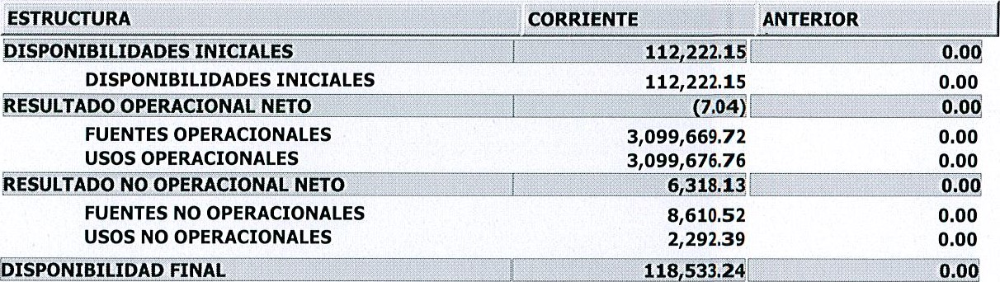 ESTRUCTURA CORRIENTE ANTERIOR
DISPONIBILIDADES INICIALES 112,222.15 0.00
DISPONIBILIDADES INICIALES 112,222.15 0.00
RESULTADO OPERACIONAL NETO (7.04) 0.00
FUENTES OPERACIONALES 3,099,669.72 0.00
USOS OPERACIONALES 3,099,676.76 0.00
RESULTADO NO OPERACIONAL NETO 6,318.13 0.00
FUENTES NO OPERACIONALES 8,610.52 0.00
USOS NO OPERACIONALES 2,292.39 0.00
DISPONIBILIDAD FINAL 118,533.24 0.00